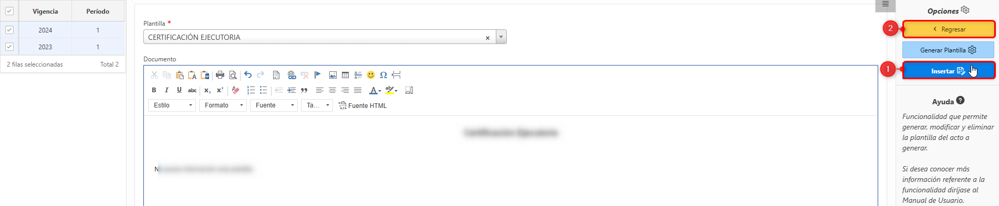 Vigencia Período
2024 1
2023 1
2 filas seleccionadas Total 2
Plantilla *
CERTIFICACIÓN EJECUTORIA
Documento
B I U abc x₂ x²
Estilo Formato Fuente Ta... Fuente HTML
Certificación Ejecutoria
N
Opciones
2 Regresar
Generar Plantilla
1 Insertar
Ayuda
Funcionalidad que permite
generar, modificar y eliminar
la plantilla del acto a
generar.
Si desea conocer más
información referente a la
funcionalidad diríjase al
Manual de Usuario.